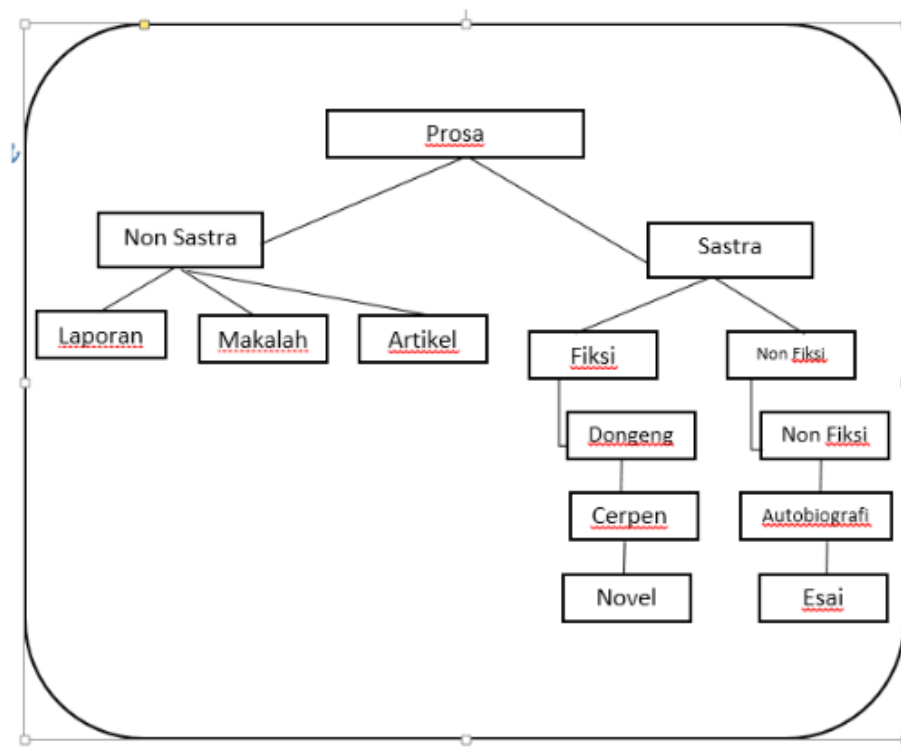 Prosa
Non Sastra
Sastra
Laporan
Makalah
Artikel
Fiksi
Non Fiksi
Dongeng
Non Fiksi
Cerpen
Autobiografi
Novel
Esai